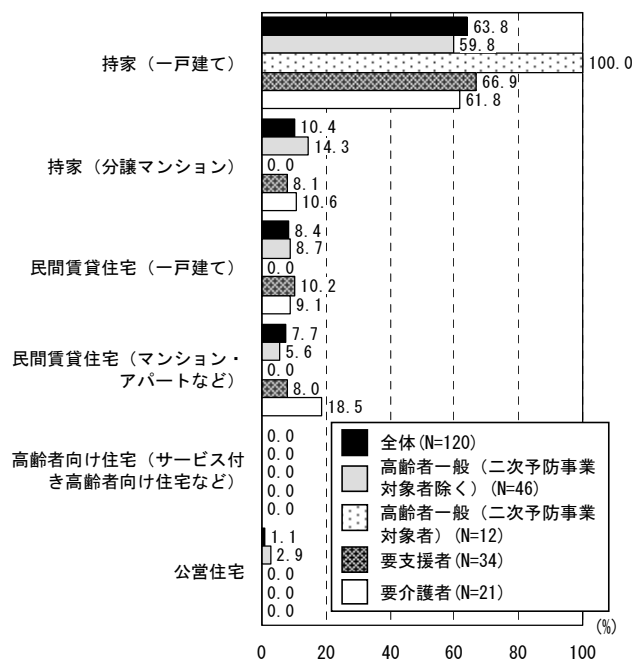 持家（一戸建て）
63.8
59.8
100.0
66.9
61.8
持家（分譲マンション）
10.4
14.3
0.0
8.1
10.6
民間賃貸住宅（一戸建て）
8.4
8.7
0.0
10.2
9.1
民間賃貸住宅（マンション・
アパートなど）
7.7
5.6
0.0
8.0
18.5
高齢者向け住宅（サービス付
き高齢者向け住宅など）
0.0
0.0
0.0
0.0
0.0
公営住宅
1.1
2.9
0.0
0.0
0.0
全体(N=120)
高齢者一般（二次予防事業
対象者除く）(N=46)
高齢者一般（二次予防事業
対象者）(N=12)
要支援者(N=34)
要介護者(N=21)
(%)
0 20 40 60 80 100